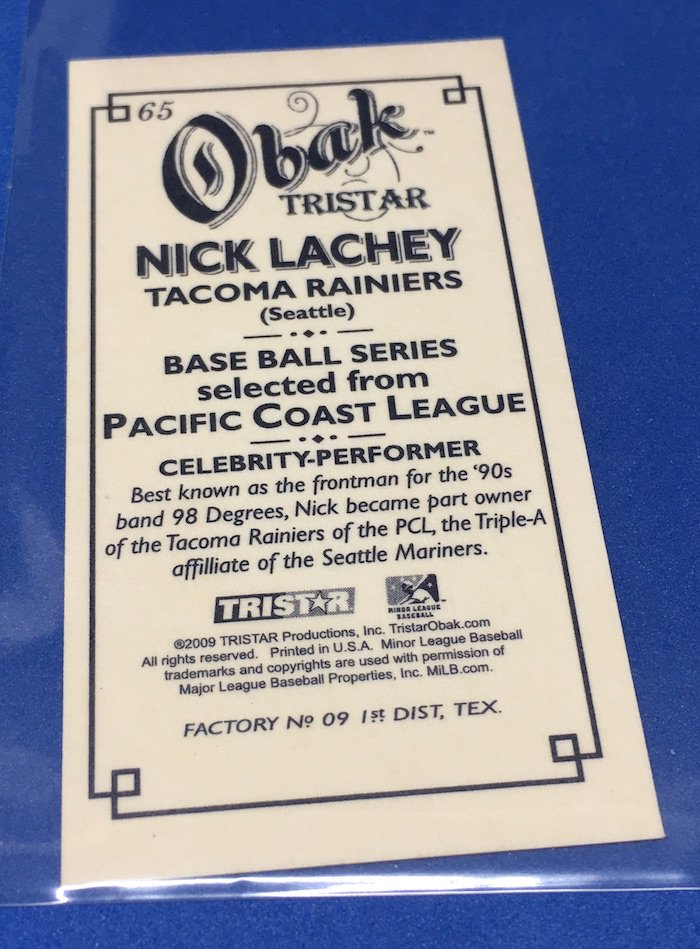 65
Obak™
TRISTAR
NICK LACHEY
TACOMA RAINIERS
(Seattle)
BASE BALL SERIES
selected from
PACIFIC COAST LEAGUE
CELEBRITY-PERFORMER
Best known as the frontman for the ‘90s
band 98 Degrees, Nick became part owner
of the Tacoma Rainiers of the PCL, the Triple-A
affilliate of the Seattle Mariners.
TRISTAR
MINOR LEAGUE
BASEBALL
®2009 TRISTAR Productions, Inc. TristarObak.com
All rights reserved. Printed in U.S.A. Minor League Baseball
trademarks and copyrights are used with permission of
Major League Baseball Properties, Inc. MiLB.com.
FACTORY Nº 09 1st DIST, TEX.